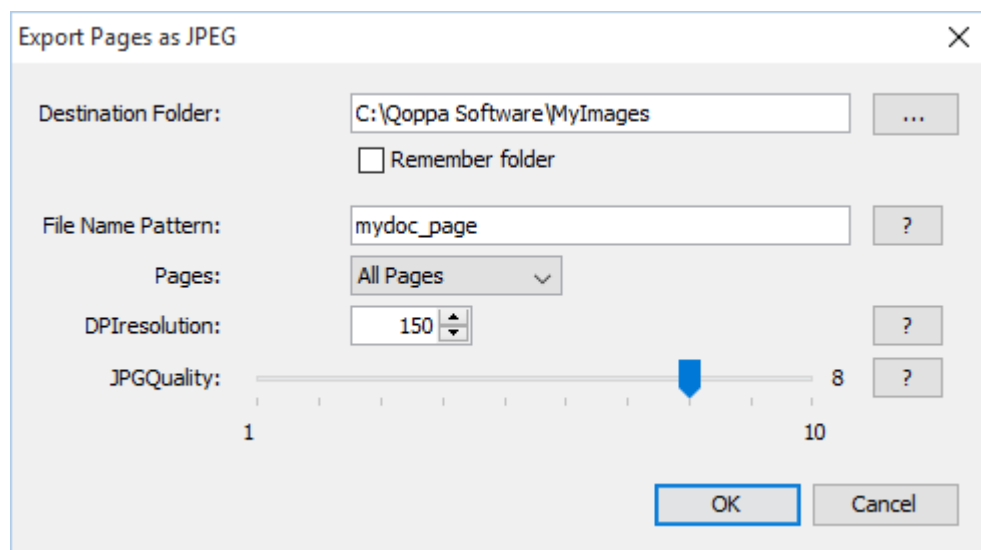 Export Pages as JPEG
Destination Folder: C:\Qoppa Software\MyImages ...
Remember folder
File Name Pattern: mydoc_page ?
Pages: All Pages
DPIresolution: 150 ?
JPGQuality: 8 ?
1 10
OK Cancel